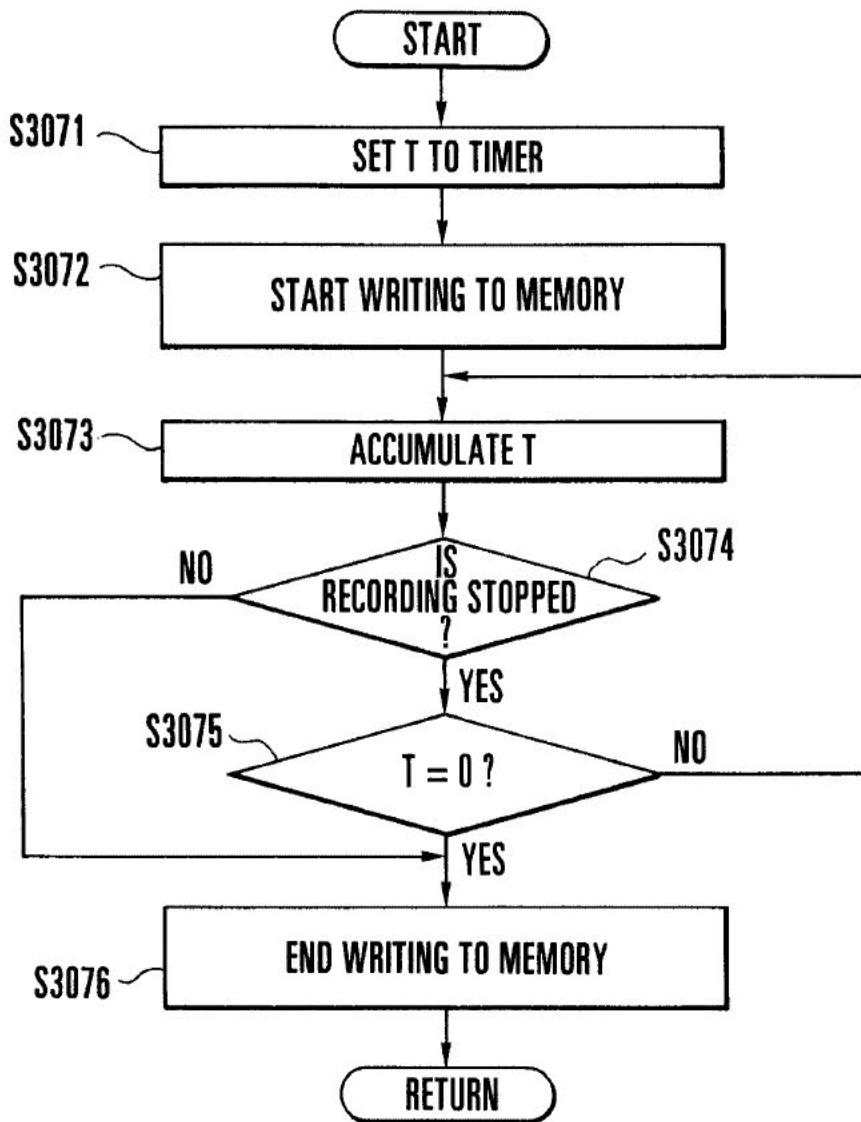 START
S3071
SET T TO TIMER
S3072
START WRITING TO MEMORY
S3073
ACCUMULATE T
S3074
NO
IS
RECORDING STOPPED
?
YES
S3075
T = 0 ?
NO
YES
END WRITING TO MEMORY
S3076
RETURN